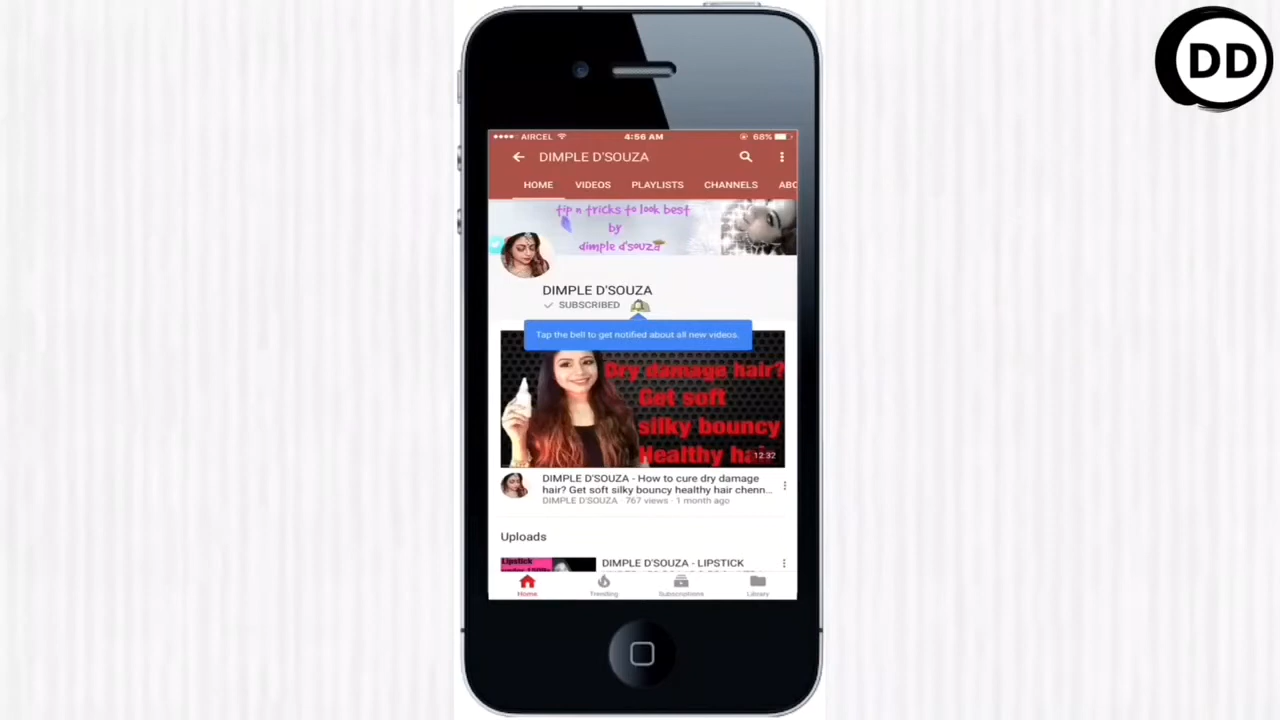 DD
AIRCEL
4:56 AM
68%
DIMPLE D'SOUZA
HOME VIDEOS PLAYLISTS CHANNELS ABO
tip n tricks to look best
by
dimple d'souza
DIMPLE D'SOUZA
SUBSCRIBED
Tap the bell to get notified about all new videos.
Dry damage hair?
Get soft
silky bouncy
Healthy hair
12:32
DIMPLE D'SOUZA - How to cure dry damage
hair? Get soft silky bouncy healthy hair chenn...
DIMPLE D'SOUZA · 767 views · 1 month ago
Uploads
Lipstick
DIMPLE D'SOUZA - LIPSTICK
Home Trending Subscriptions Library